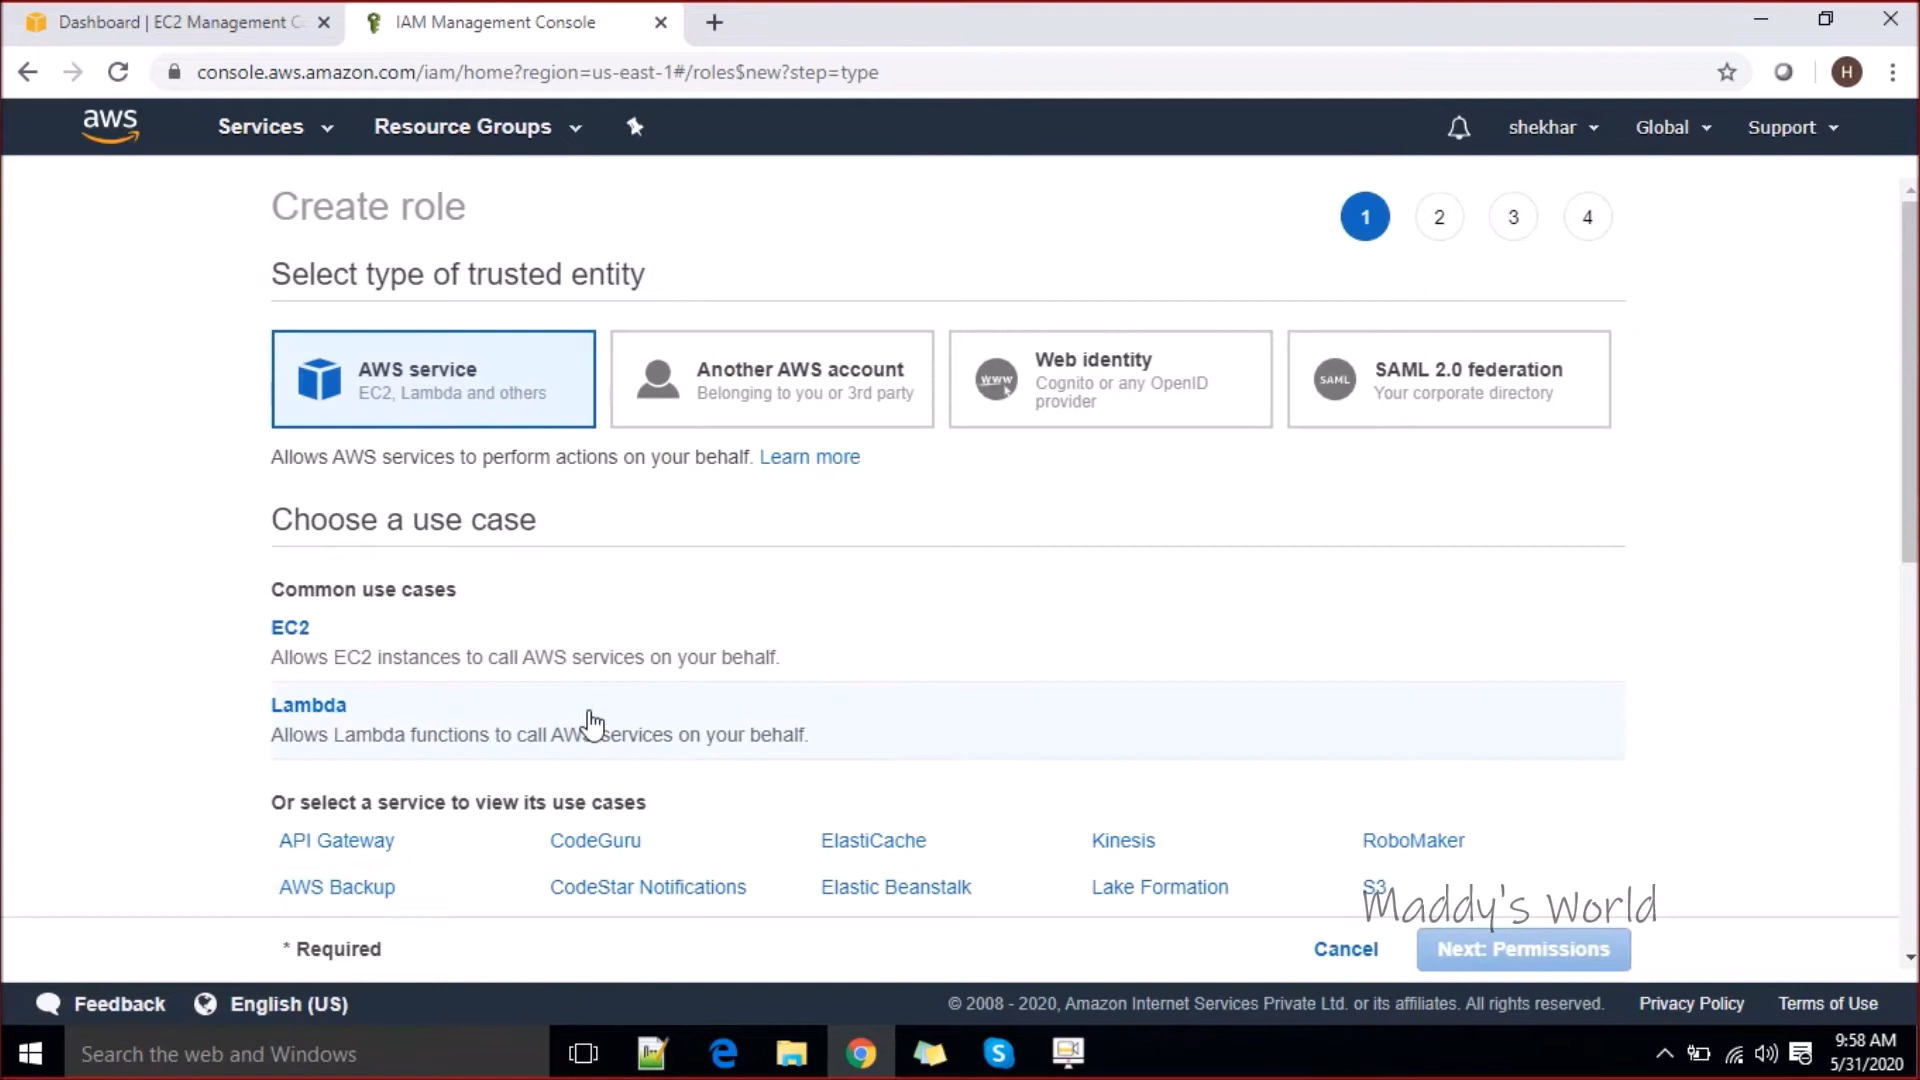 Dashboard | EC2 Management C
IAM Management Console
console.aws.amazon.com/iam/home?region=us-east-1#/roles$new?step=type
H
aws
Services
Resource Groups
shekhar
Global
Support
Create role
1
2
3
4
Select type of trusted entity
AWS service
EC2, Lambda and others
Another AWS account
Belonging to you or 3rd party
www
Web identity
Cognito or any OpenID
provider
SAML
SAML 2.0 federation
Your corporate directory
Allows AWS services to perform actions on your behalf. Learn more
Choose a use case
Common use cases
EC2
Allows EC2 instances to call AWS services on your behalf.
Lambda
Allows Lambda functions to call AWS services on your behalf.
Or select a service to view its use cases
API Gateway
CodeGuru
ElastiCache
Kinesis
RoboMaker
AWS Backup
CodeStar Notifications
Elastic Beanstalk
Lake Formation
S3
Maddy's World
* Required
Cancel
Next: Permissions
Feedback
English (US)
© 2008 - 2020, Amazon Internet Services Private Ltd. or its affiliates. All rights reserved.
Privacy Policy
Terms of Use
Search the web and Windows
9:58 AM
5/31/2020